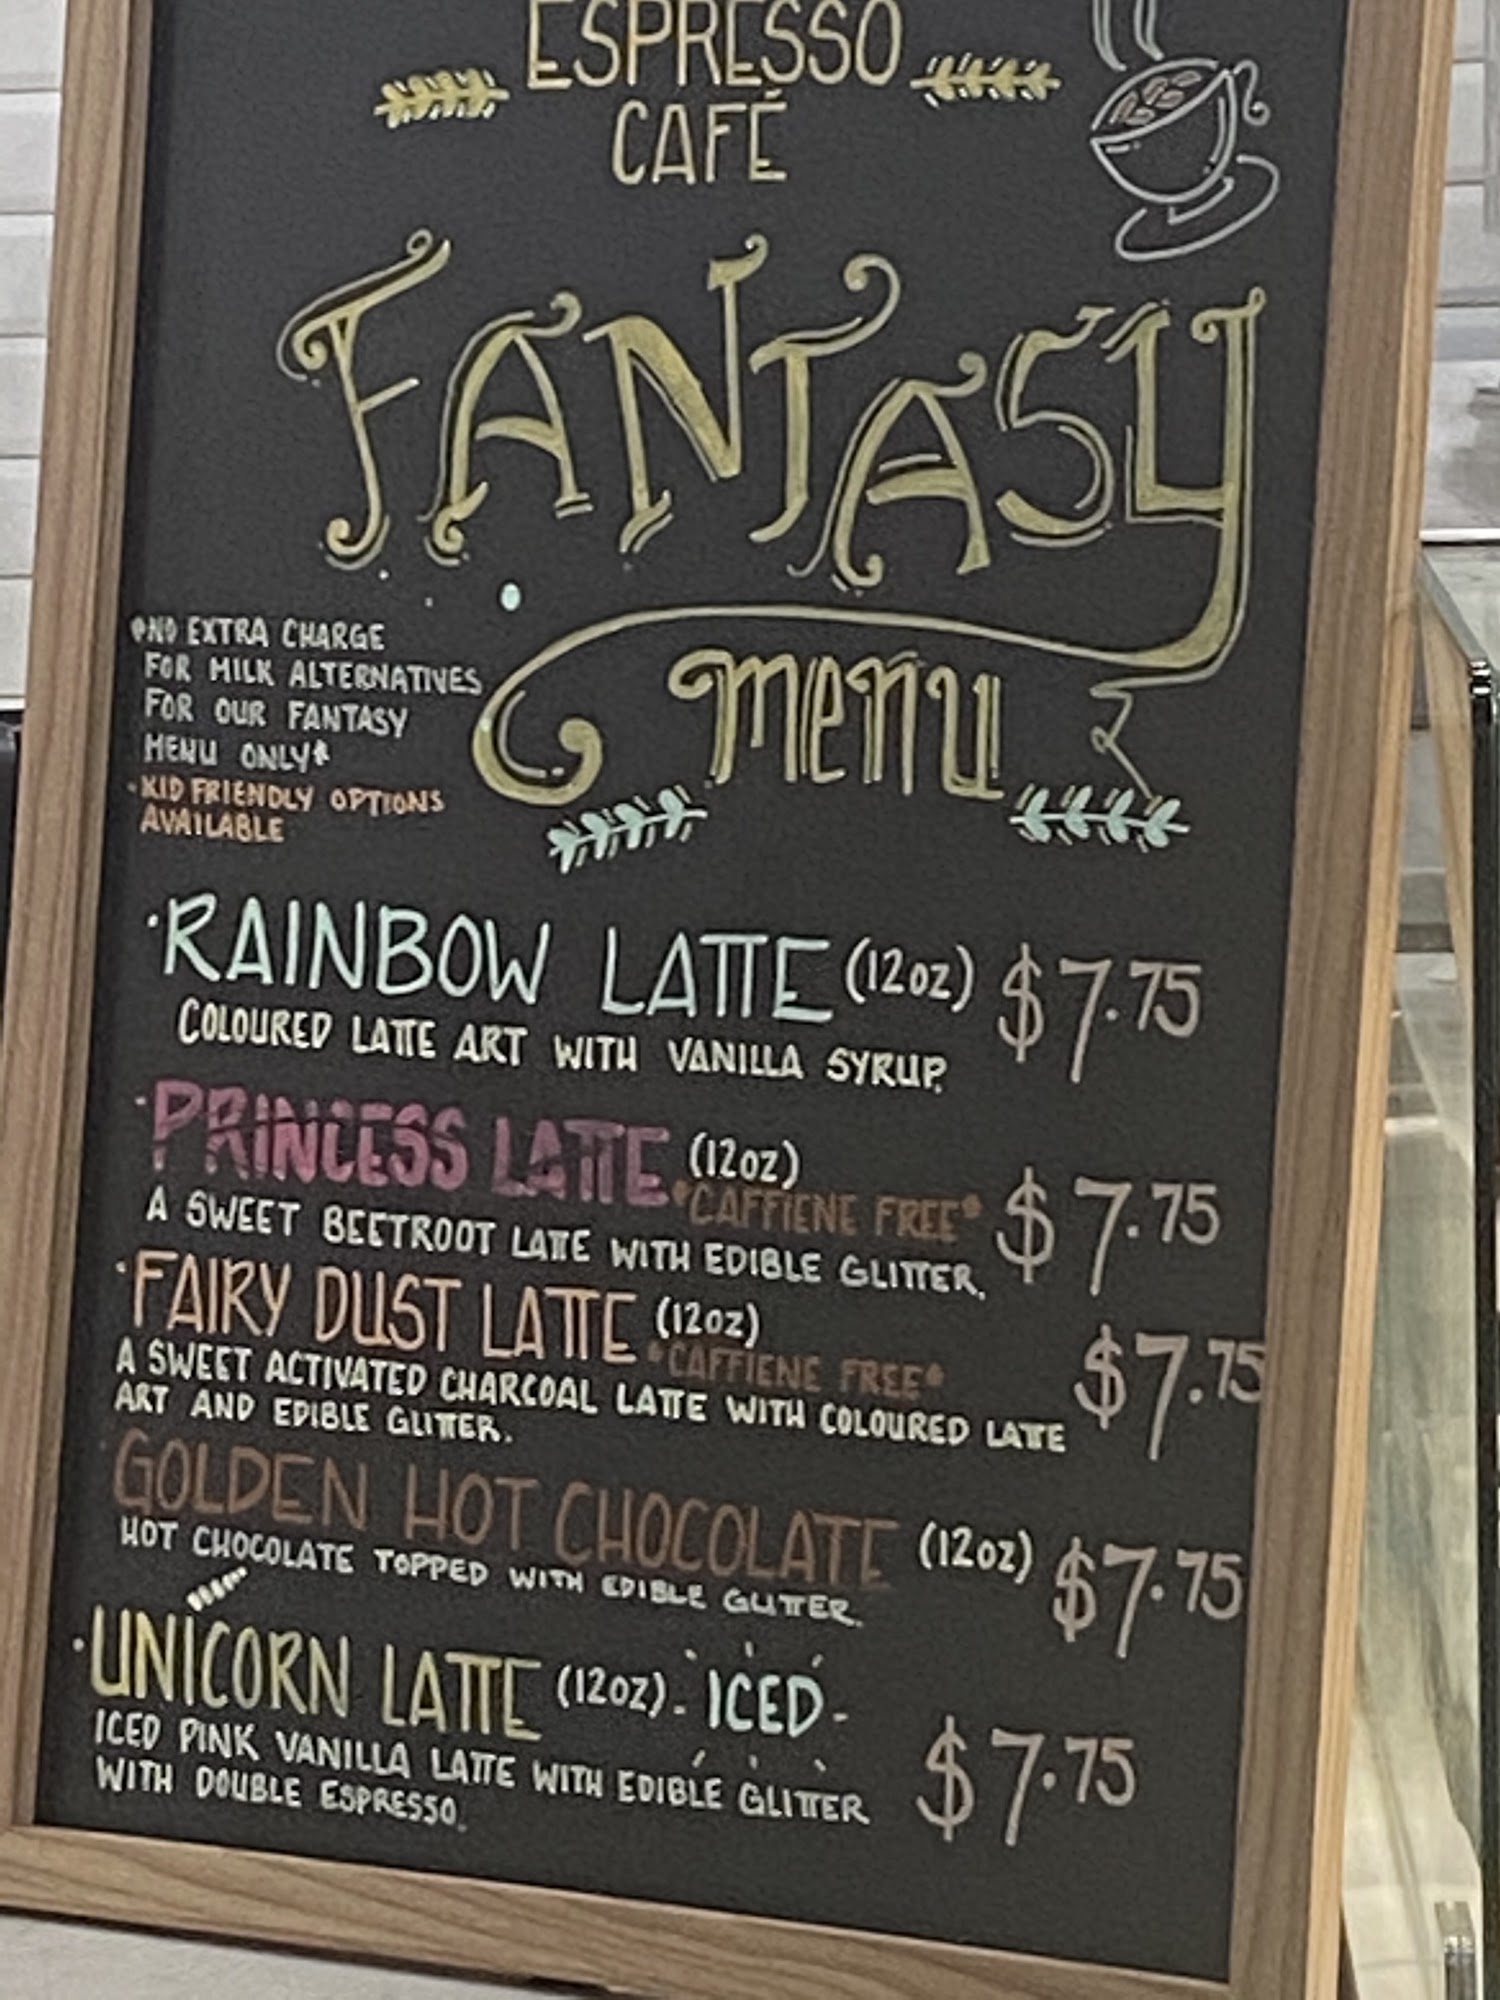 ESPRESSO
CAFÉ
FANTASY
menu
*NO EXTRA CHARGE
FOR MILK ALTERNATIVES
FOR OUR FANTASY
MENU ONLY*
·KID FRIENDLY OPTIONS
AVAILABLE
·RAINBOW LATTE (12oz) $7.75
COLOURED LATTE ART WITH VANILLA SYRUP.
·PRINCESS LATTE (12oz)
*CAFFIENE FREE* $7.75
A SWEET BEETROOT LATTE WITH EDIBLE GLITTER.
·FAIRY DUST LATTE (12oz)
*CAFFIENE FREE* $7.75
A SWEET ACTIVATED CHARCOAL LATTE WITH COLOURED LATTE
ART AND EDIBLE GLITTER.
·GOLDEN HOT CHOCOLATE (12oz) $7.75
HOT CHOCOLATE TOPPED WITH EDIBLE GLITTER.
·UNICORN LATTE (12oz) - ICED -
ICED PINK VANILLA LATTE WITH EDIBLE GLITTER $7.75
WITH DOUBLE ESPRESSO.